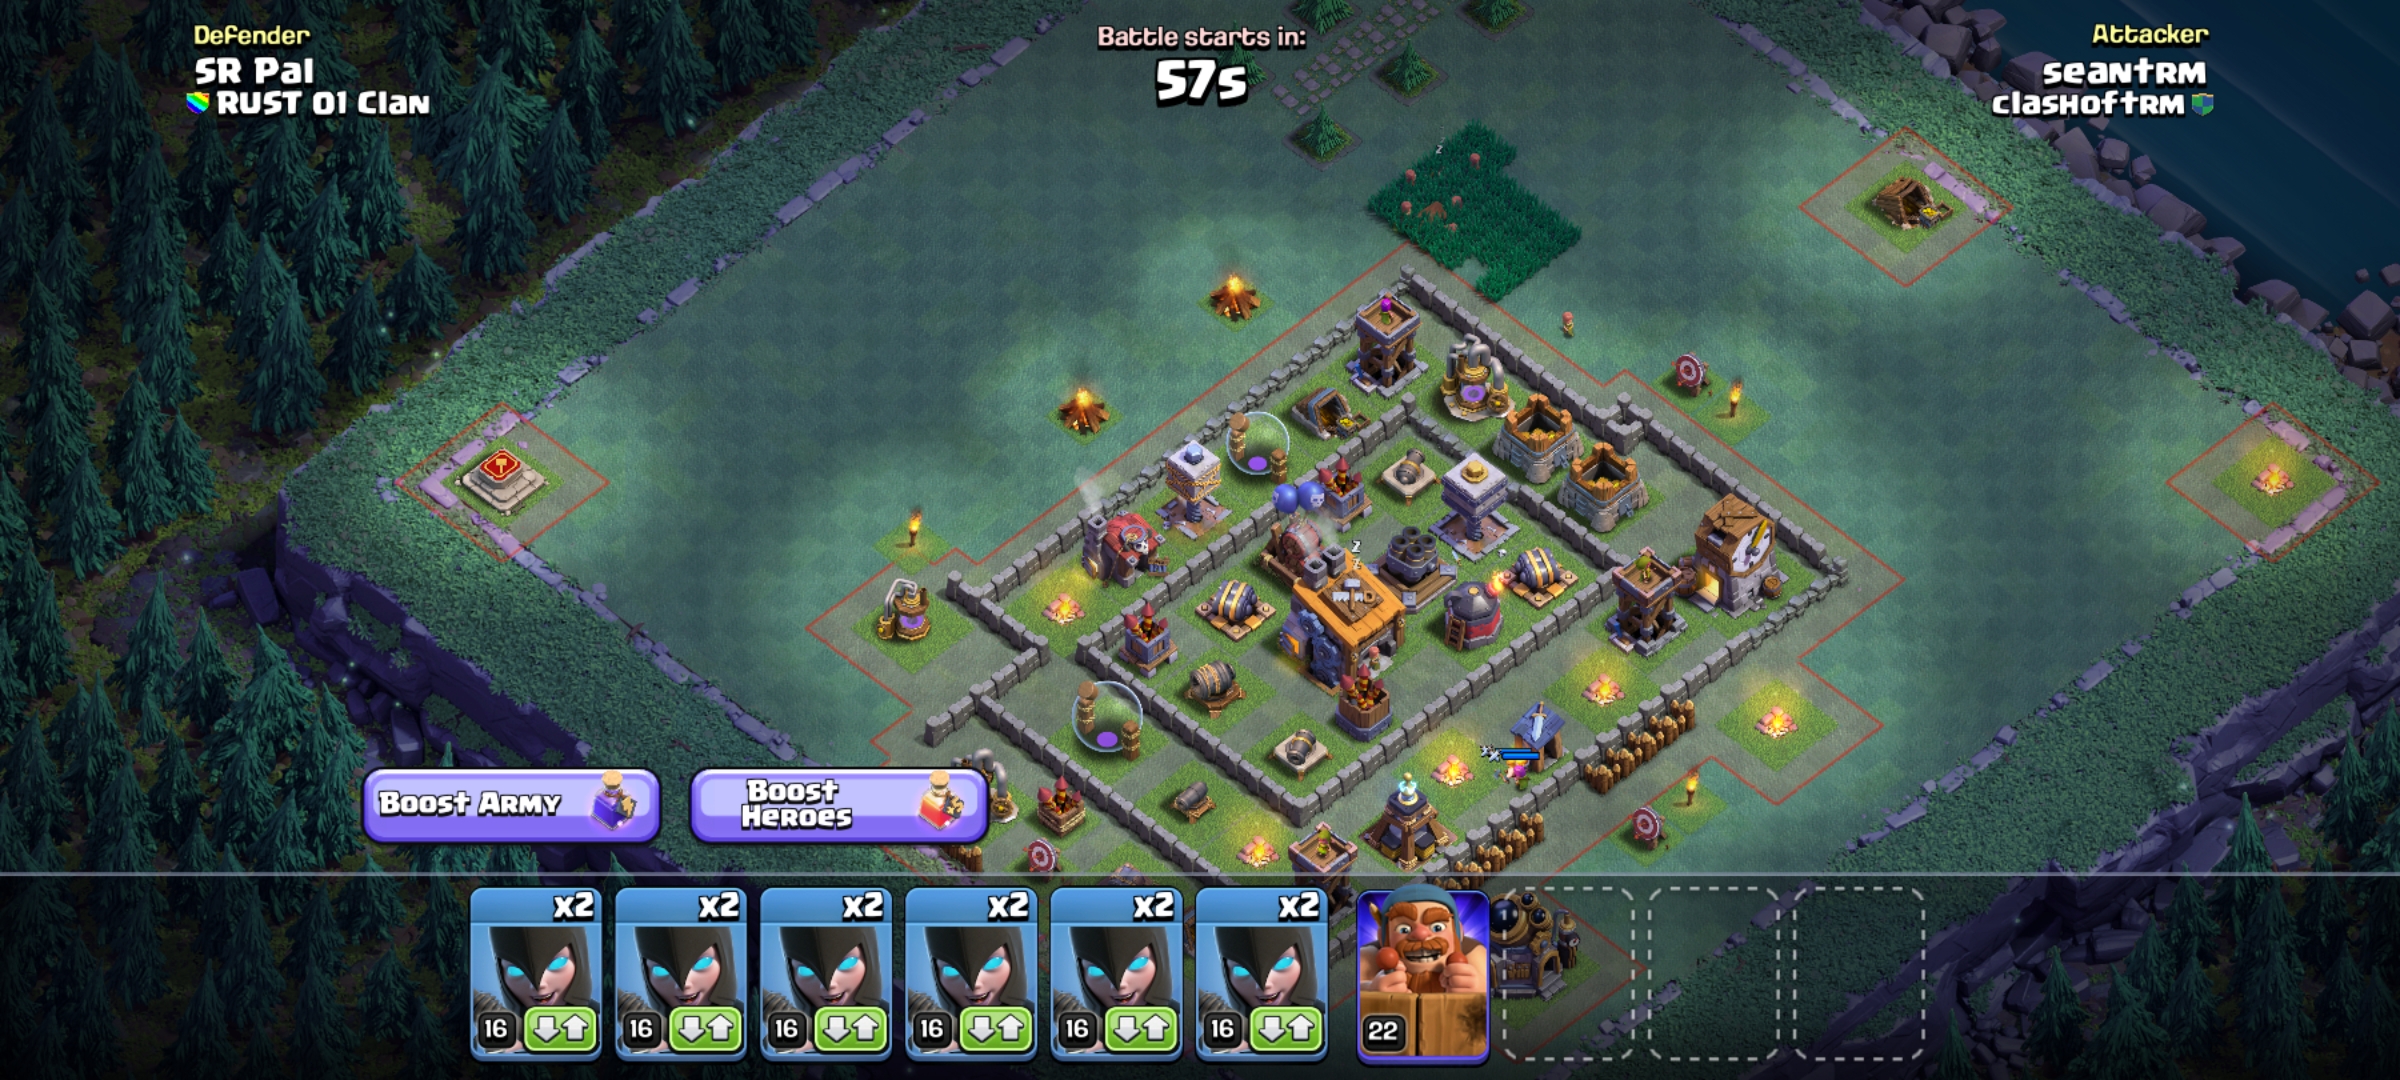 Defender
SR Pal
RUST 01 Clan
Battle starts in:
57s
Attacker
seantRM
clashoftRM
z
z
z
Boost Army
Boost
Heroes
x2
x2
x2
x2
x2
x2
16
16
16
16
16
16
22
1